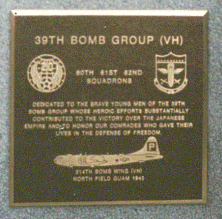 39TH BOMB GROUP (VH)
60TH 61ST 62ND
SQUADRONS
DEDICATED TO THE BRAVE YOUNG MEN OF THE 39TH
BOMB GROUP WHOSE HEROIC EFFORTS SUBSTANTIALLY
CONTRIBUTED TO THE VICTORY OVER THE JAPANESE
EMPIRE AND TO HONOR OUR COMRADES WHO GAVE THEIR
LIVES IN THE DEFENSE OF FREEDOM.
P
314TH BOMB WING (VH)
NORTH FIELD GUAM 1945